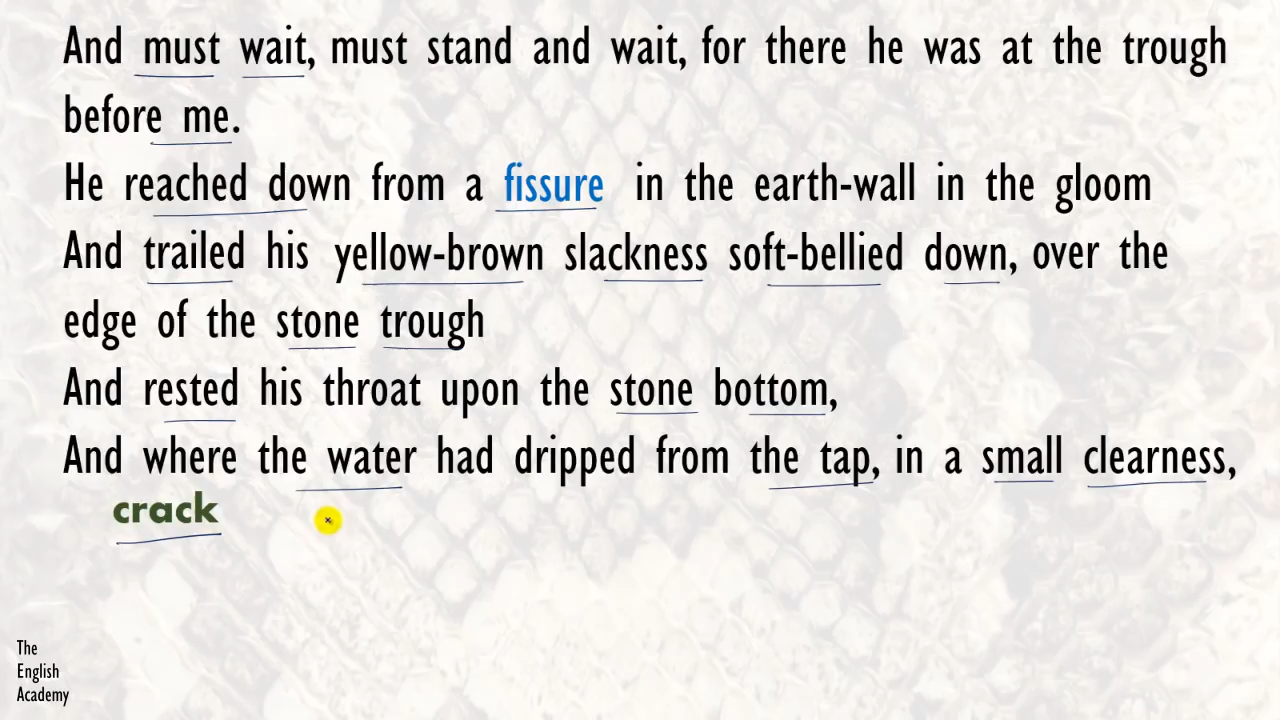 And must wait, must stand and wait, for there he was at the trough
before me.
He reached down from a fissure in the earth-wall in the gloom
And trailed his yellow-brown slackness soft-bellied down, over the
edge of the stone trough
And rested his throat upon the stone bottom,
And where the water had dripped from the tap, in a small clearness,
crack
The
English
Academy